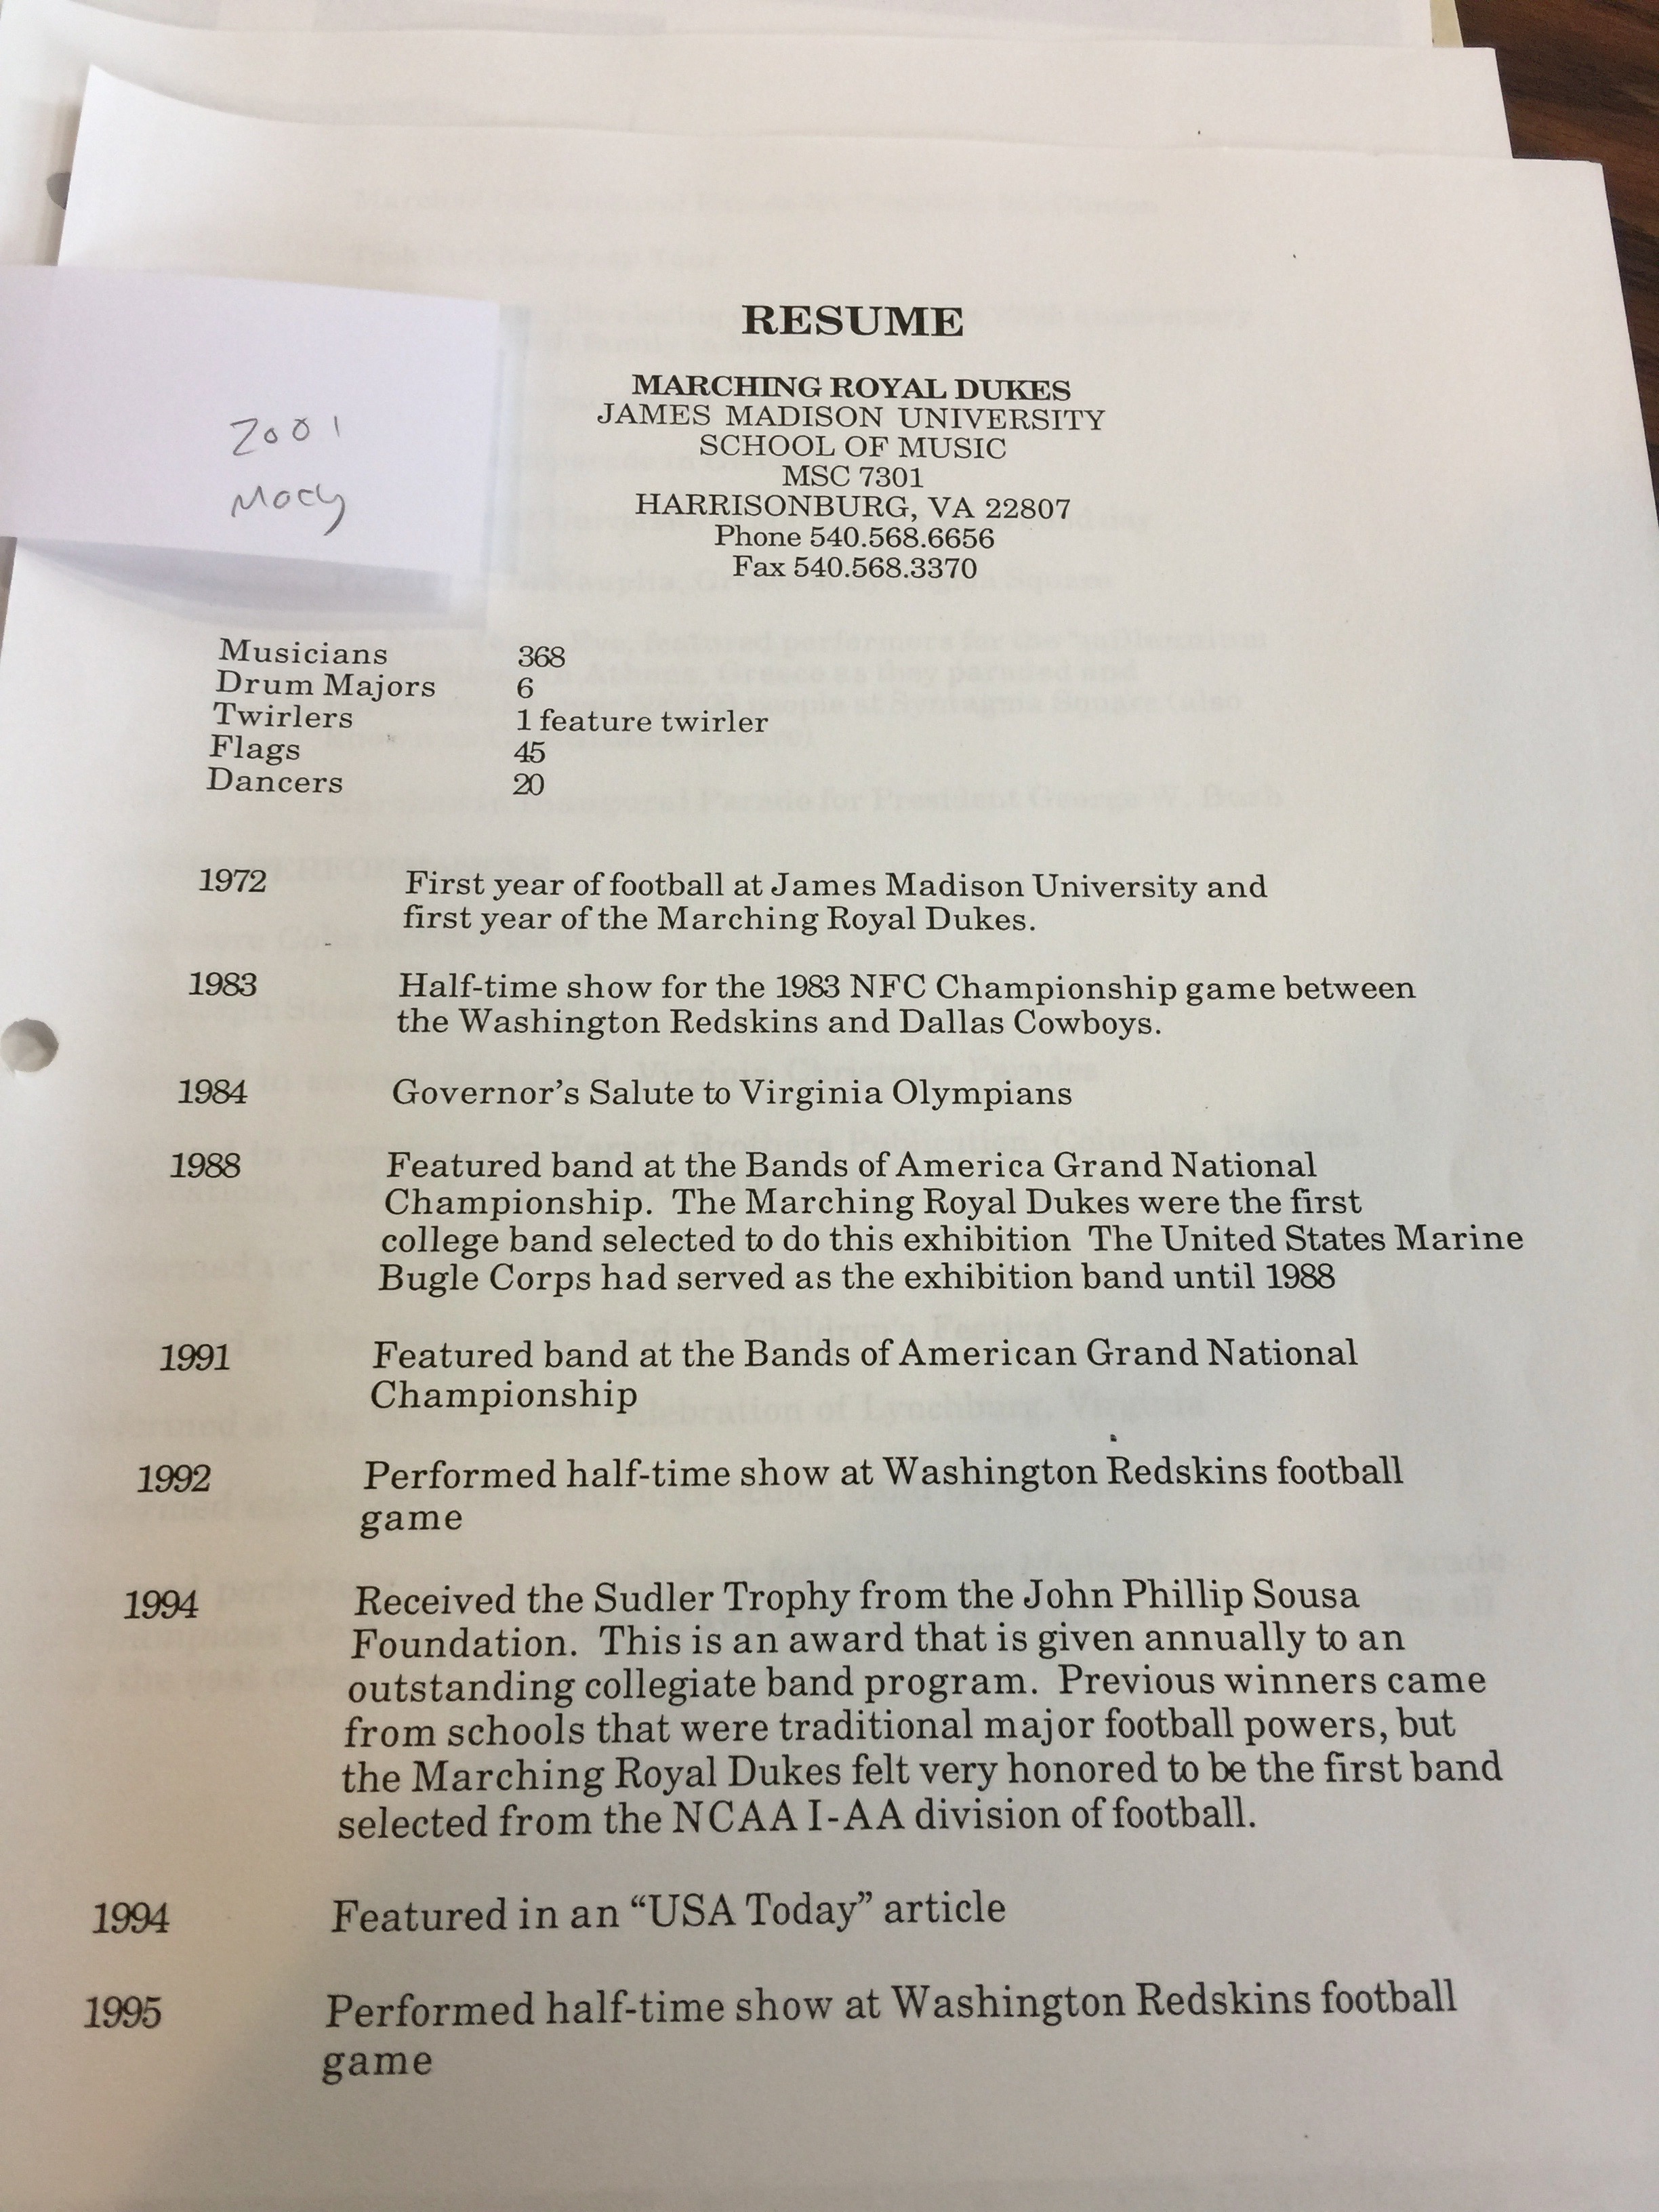 2001
Macy
RESUME
MARCHING ROYAL DUKES
JAMES MADISON UNIVERSITY
SCHOOL OF MUSIC
MSC 7301
HARRISONBURG, VA 22807
Phone 540.568.6656
Fax 540.568.3370
Musicians 368
Drum Majors 6
Twirlers 1 feature twirler
Flags 45
Dancers 20
1972 First year of football at James Madison University and
first year of the Marching Royal Dukes.
1983 Half-time show for the 1983 NFC Championship game between
the Washington Redskins and Dallas Cowboys.
1984 Governor’s Salute to Virginia Olympians
1988 Featured band at the Bands of America Grand National
Championship. The Marching Royal Dukes were the first
college band selected to do this exhibition The United States Marine
Bugle Corps had served as the exhibition band until 1988
1991 Featured band at the Bands of American Grand National
Championship
1992 Performed half-time show at Washington Redskins football
game
1994 Received the Sudler Trophy from the John Phillip Sousa
Foundation. This is an award that is given annually to an
outstanding collegiate band program. Previous winners came
from schools that were traditional major football powers, but
the Marching Royal Dukes felt very honored to be the first band
selected from the NCAA I-AA division of football.
1994 Featured in an “USA Today” article
1995 Performed half-time show at Washington Redskins football
game